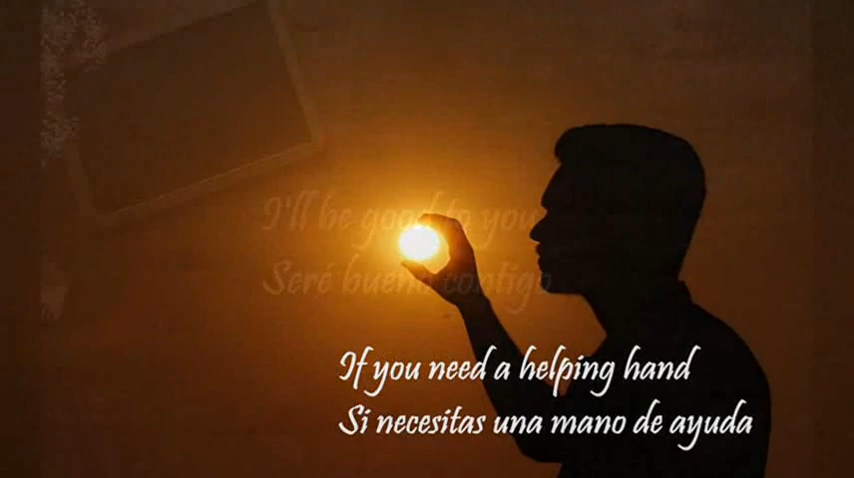 I'll be good to you
Seré bueno contigo
If you need a helping hand
Si necesitas una mano de ayuda